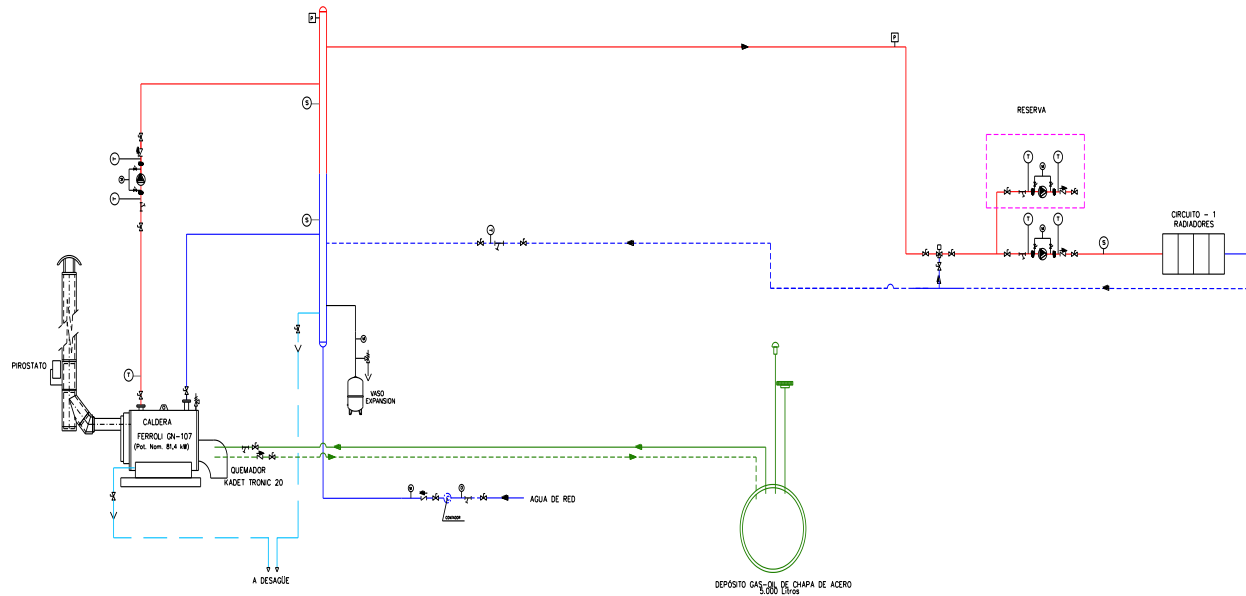 P
P
S
RESERVA
T
T
M
T
T
M
S
T
S
CIRCUITO - 1
RADIADORES
PIROSTATO
T
VASO
EXPANSION
CALDERA
FERROLI GN-107
(Pot. Nom. 81,4 kW)
QUEMADOR
KADET TRONIC 20
AGUA DE RED
CONTADOR
A DESAGÜE
DEPÓSITO GAS-OIL DE CHAPA DE ACERO
5.000 Litros